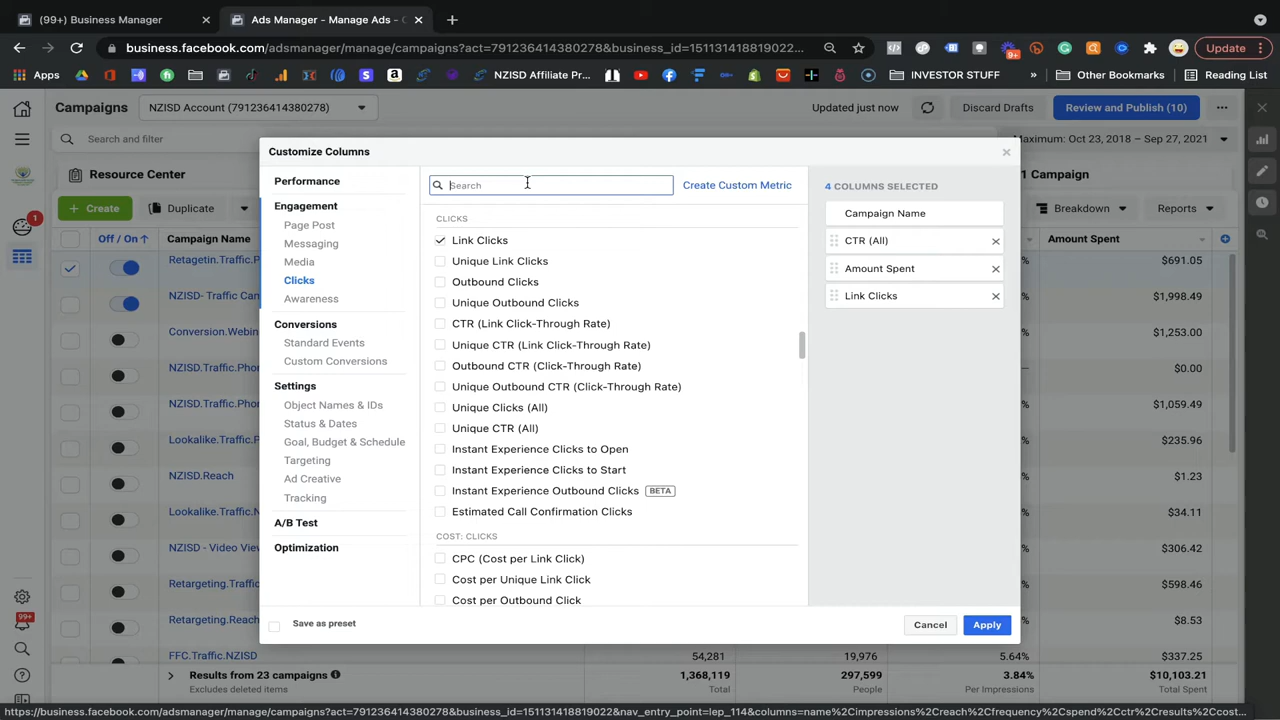 (99+) Business Manager
Ads Manager - Manage Ads - C
business.facebook.com/adsmanager/manage/campaigns?act=791236414380278&business_id=151131418819022...
Update
Apps
NZISD Affiliate Pr...
INVESTOR STUFF
Other Bookmarks
Reading List
Campaigns
NZISD Account (791236414380278)
Updated just now
Discard Drafts
Review and Publish (10)
Search and filter
Maximum: Oct 23, 2018 – Sep 27, 2021
Resource Center
1 Campaign
+ Create
Duplicate
Breakdown
Reports
Off / On
Campaign Name
Amount Spent
Retagetin.Traffic.P
$691.05
NZISD- Traffic Can
$1,998.49
Conversion.Webin
$1,253.00
NZISD.Traffic.Pho
$0.00
NZISD.Traffic.Pho
$1,059.49
Lookalike.Traffic.P
$235.96
NZISD.Reach
$1.23
Lookalike.Traffic.N
$34.11
NZISD - Video View
$306.42
Retargeting.Traffi
$598.46
Retargeting.Reach
$8.53
FFC.Traffic.NZISD
54,281
19,976
5.64%
$337.25
Results from 23 campaigns
Excludes deleted items
1,368,119
Total
297,599
People
3.84%
Per Impressions
$10,103.21
Total Spent
1
99+
Customize Columns
Performance
Engagement
Page Post
Messaging
Media
Clicks
Awareness
Conversions
Standard Events
Custom Conversions
Settings
Object Names & IDs
Status & Dates
Goal, Budget & Schedule
Targeting
Ad Creative
Tracking
A/B Test
Optimization
Search
Create Custom Metric
CLICKS
Link Clicks
Unique Link Clicks
Outbound Clicks
Unique Outbound Clicks
CTR (Link Click-Through Rate)
Unique CTR (Link Click-Through Rate)
Outbound CTR (Click-Through Rate)
Unique Outbound CTR (Click-Through Rate)
Unique Clicks (All)
Unique CTR (All)
Instant Experience Clicks to Open
Instant Experience Clicks to Start
Instant Experience Outbound Clicks BETA
Estimated Call Confirmation Clicks
COST: CLICKS
CPC (Cost per Link Click)
Cost per Unique Link Click
Cost per Outbound Click
4 COLUMNS SELECTED
Campaign Name
CTR (All)
Amount Spent
Link Clicks
Save as preset
Cancel
Apply
https://business.facebook.com/adsmanager/manage/campaigns?act=791236414380278&business_id=151131418819022&nav_entry_point=lep_114&columns=name%2Cimpressions%2Creach%2Cfrequency%2Cspend%2Cctr%2Cclicks%2Cresults%2Ccost...